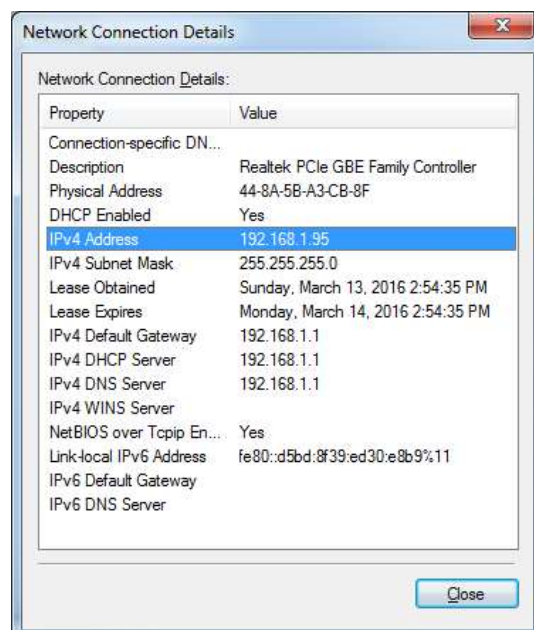 Network Connection Details
Network Connection Details:
Property Value
Connection-specific DN...
Description Realtek PCIe GBE Family Controller
Physical Address 44-8A-5B-A3-CB-8F
DHCP Enabled Yes
IPv4 Address 192.168.1.95
IPv4 Subnet Mask 255.255.255.0
Lease Obtained Sunday, March 13, 2016 2:54:35 PM
Lease Expires Monday, March 14, 2016 2:54:35 PM
IPv4 Default Gateway 192.168.1.1
IPv4 DHCP Server 192.168.1.1
IPv4 DNS Server 192.168.1.1
IPv4 WINS Server
NetBIOS over Tcpip En... Yes
Link-local IPv6 Address fe80::d5bd:8f39:ed30:e8b9%11
IPv6 Default Gateway
IPv6 DNS Server
Close